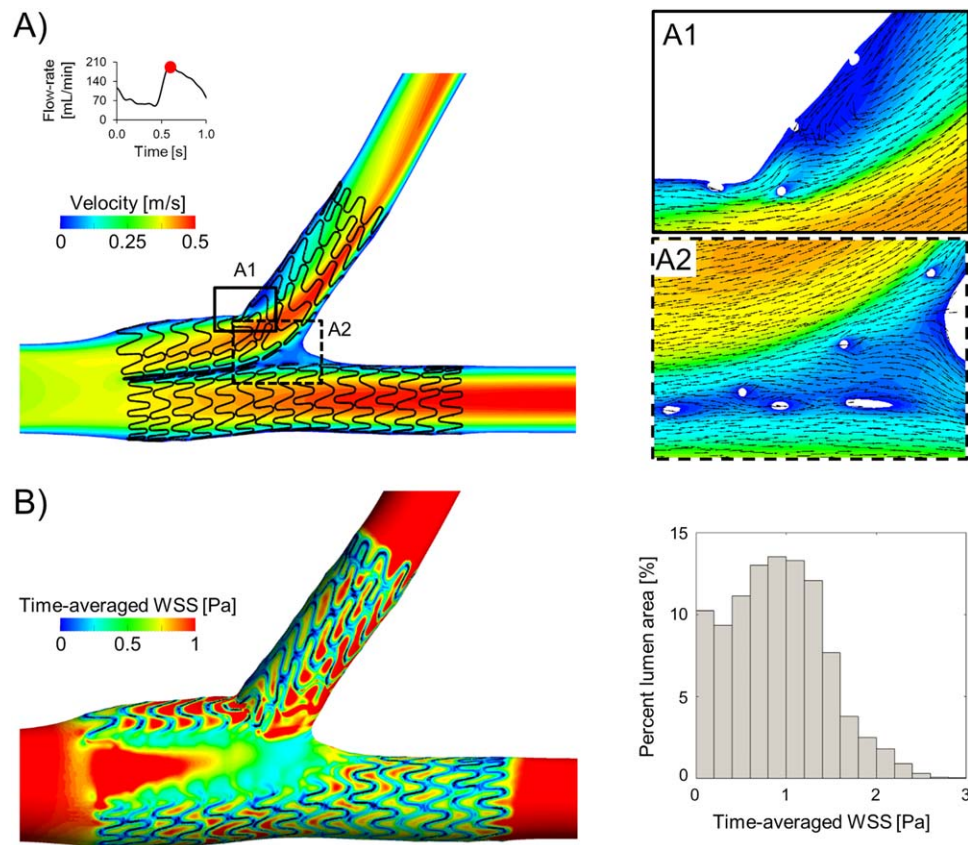 A)
Flow-rate
[mL/min]
210
140
70
0
0.0 0.5 1.0
Time [s]
Velocity [m/s]
0 0.25 0.5
A1
A2
A1
A2
B)
Time-averaged WSS [Pa]
0 0.5 1
Percent lumen area [%]
15
10
5
0
0 1 2 3
Time-averaged WSS [Pa]